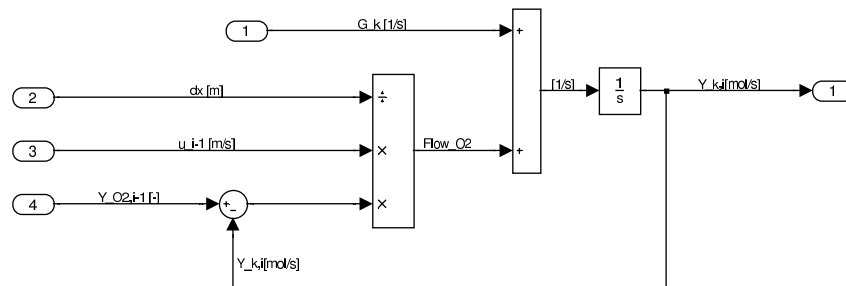 G_k [1/s]
1
+
dx [m]
2
÷
[1/s]
1
s
Y_k,i[mol/s]
1
u_i-1 [m/s]
3
×
Flow_O2
+
Y_O2,i-1 [-]
4
+
−
×
Y_k,i[mol/s]